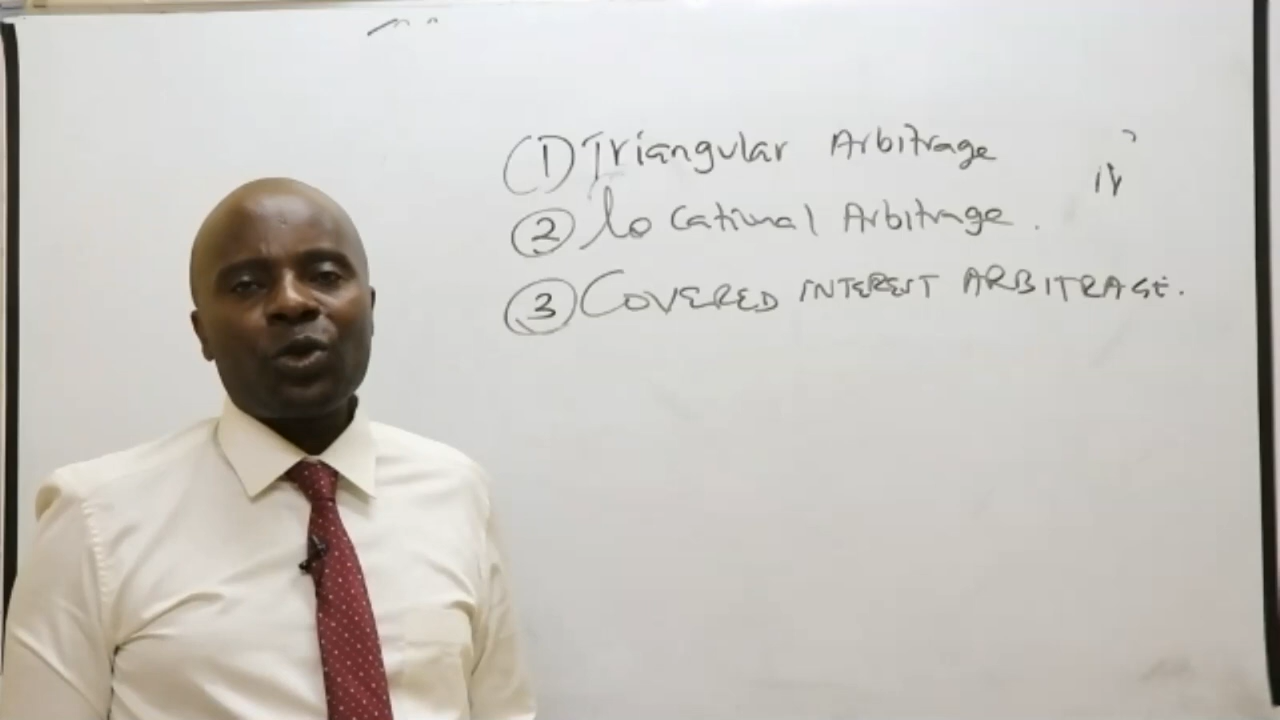 (1) Triangular Arbitrage
(2) locational Arbitrage.
(3) COVERED INTEREST ARBITRAGE.